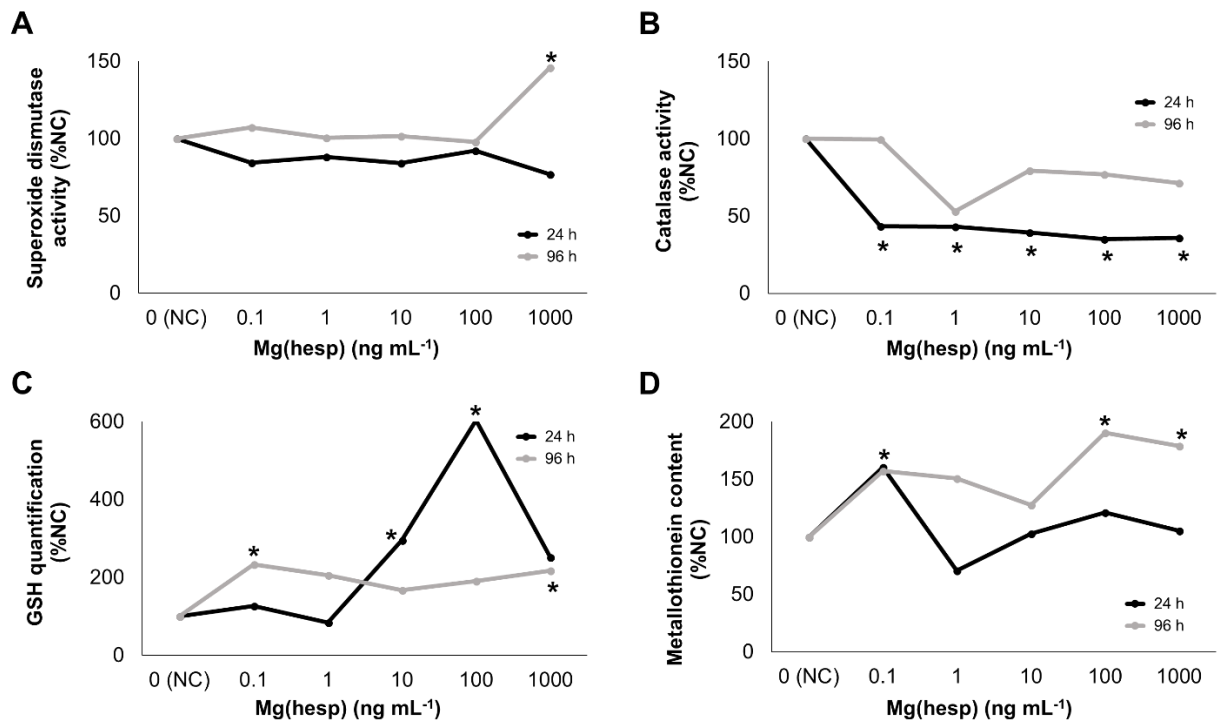 A
Superoxide dismutase
activity (%NC)
150
100
50
0
*
24 h
96 h
0 (NC) 0.1 1 10 100 1000
Mg(hesp) (ng mL⁻¹)
B
Catalase activity
(%NC)
150
100
50
0
24 h
96 h
* * * * *
0 (NC) 0.1 1 10 100 1000
Mg(hesp) (ng mL⁻¹)
C
GSH quantification
(%NC)
600
400
200
0
*
24 h
96 h
*
*
*
0 (NC) 0.1 1 10 100 1000
Mg(hesp) (ng mL⁻¹)
D
Metallothionein content
(%NC)
200
150
100
50
0
* * *
24 h
96 h
0 (NC) 0.1 1 10 100 1000
Mg(hesp) (ng mL⁻¹)